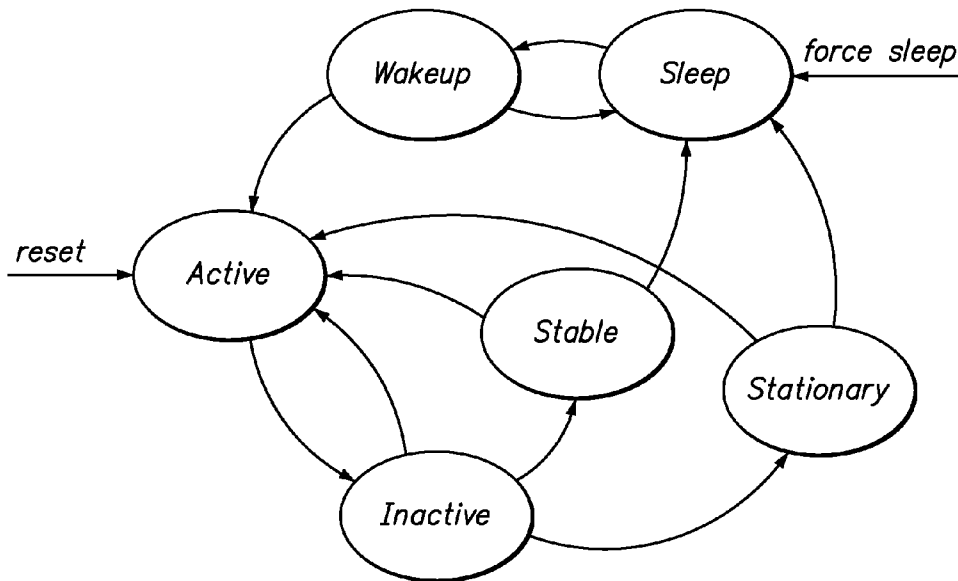 Wakeup
Sleep
force sleep
reset
Active
Stable
Stationary
Inactive